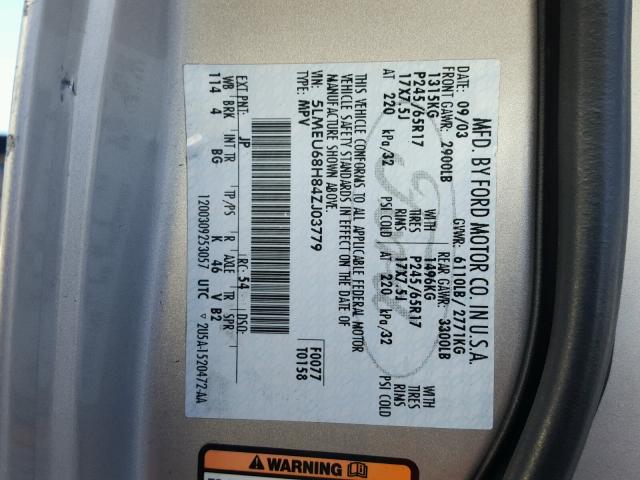 MFD. BY FORD MOTOR CO. IN U.S.A.
DATE: 09/03 GVWR: 6110LB/ 2771KG
FRONT GAWR: 2900LB REAR GAWR: 3300LB
1315KG WITH 1496KG WITH
P245/65R17 TIRES P245/65R17 TIRES
17X7.5J RIMS 17X7.5J RIMS
AT 220 kPa/32 PSI COLD AT 220 kPa/32 PSI COLD
THIS VEHICLE CONFORMS TO ALL APPLICABLE FEDERAL MOTOR
VEHICLE SAFETY STANDARDS IN EFFECT ON THE DATE OF
MANUFACTURE SHOWN ABOVE.
VIN: 5LMEU68H84ZJ03779 F0077
TYPE: MPV T0158
EXT PNT: JP RC: 54 DSO:
WB BRK INT TR TP/PS R AXLE TR SPR
114 4 BG K 46 V B2
1200309253057 UTC ▽ 2U5A-1520472-AA
WARNING